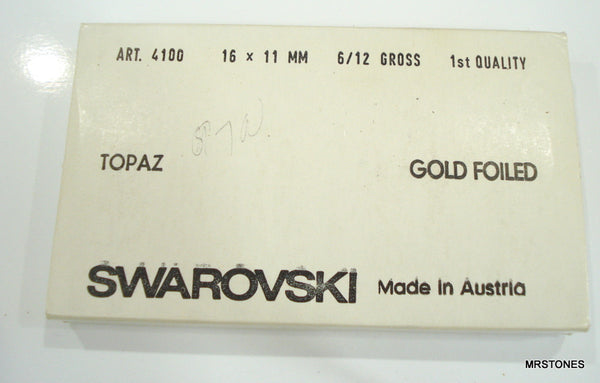 ART. 4100 16 x 11 MM 6/12 GROSS 1st QUALITY
TOPAZ GOLD FOILED
SWAROVSKI Made In Austria
MRSTONES